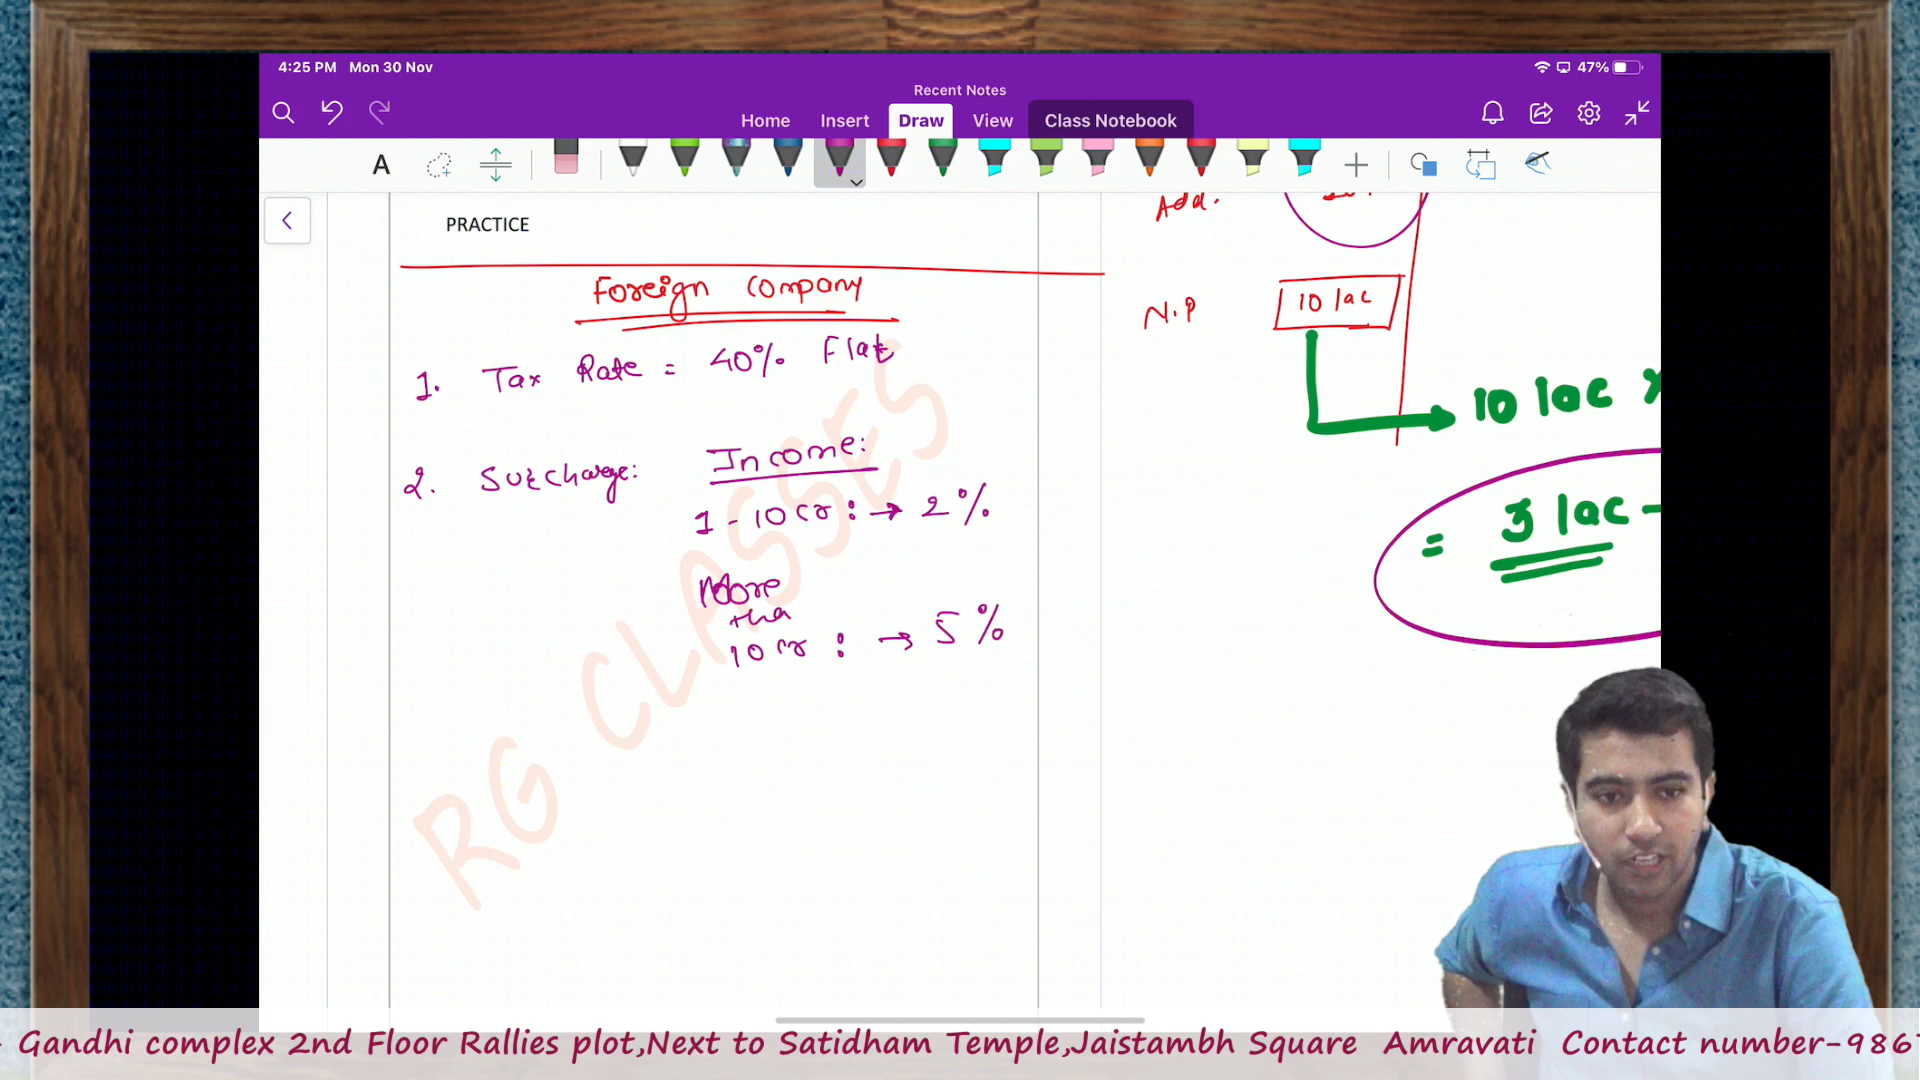 4:25 PM Mon 30 Nov
47%
Recent Notes
Home Insert Draw View Class Notebook
A
PRACTICE
Foreign Company
1. Tax Rate = 40% Flat
2. Surcharge: Income:
1 - 10 cr : → 2%
More
tha
10 cr : → 5%
Add.
N.P 10 lac
10 lac x
= 3 lac -
RG CLASSES
Gandhi complex 2nd Floor Rallies plot,Next to Satidham Temple,Jaistambh Square Amravati Contact number-986